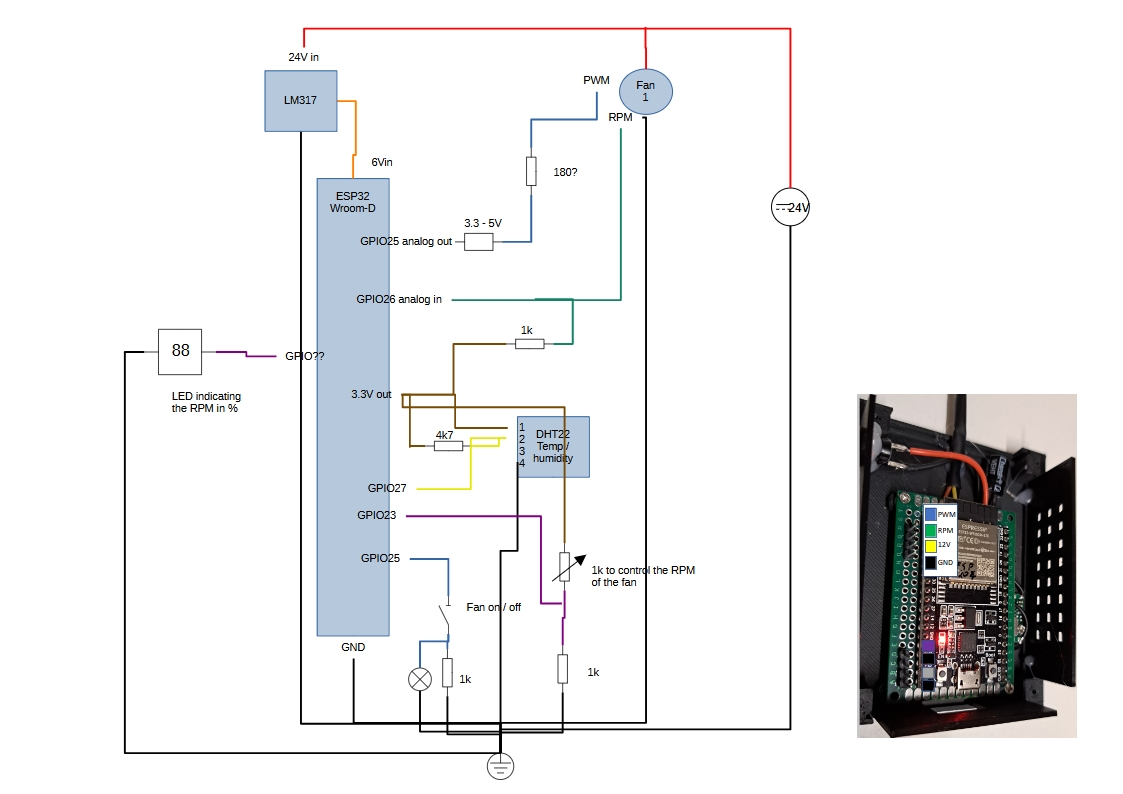 24V in
LM317
PWM
Fan
1
RPM
6Vin
180?
ESP32
Wroom-D
3.3 - 5V
24V
GPIO25 analog out
GPIO26 analog in
1k
88
GPIO??
LED indicating
the RPM in %
3.3V out
4k7
1
2
3
4
DHT22
Temp /
humidity
GPIO27
GPIO23
GPIO25
1k to control the RPM
of the fan
Fan on / off
GND
1k
1k
PWM
RPM
12V
GND